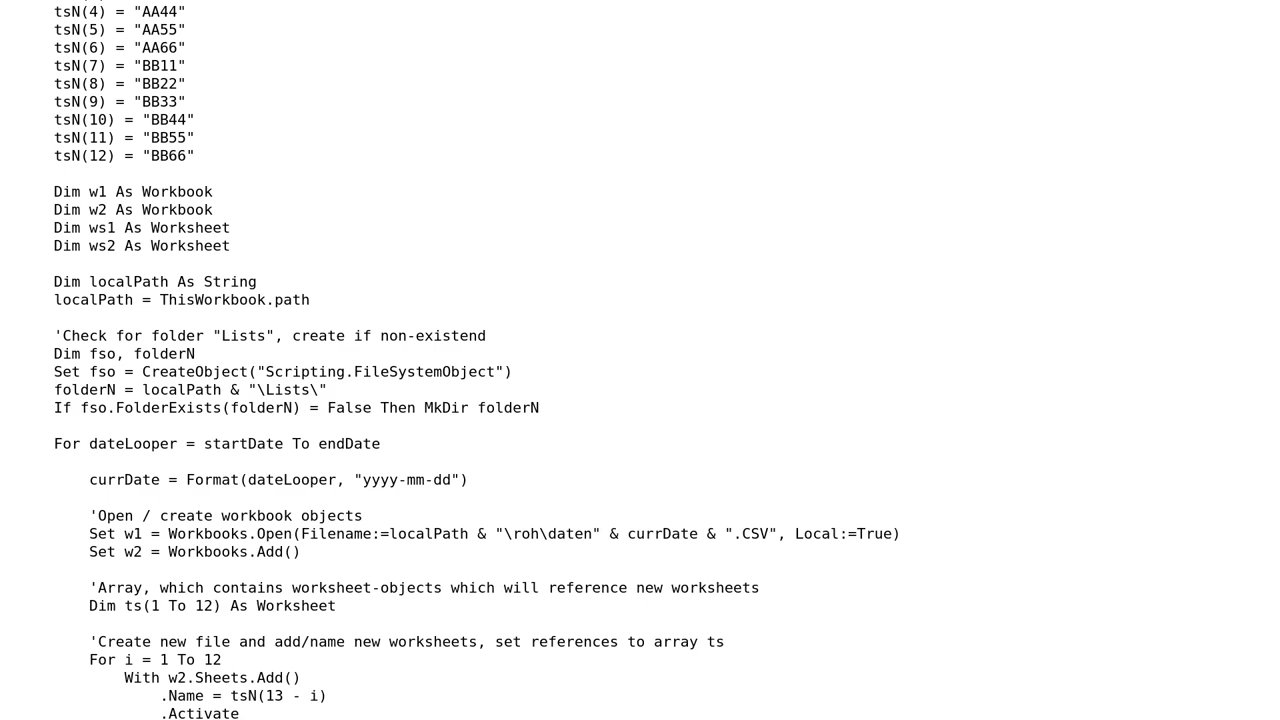 tsN(4) = "AA44"
tsN(5) = "AA55"
tsN(6) = "AA66"
tsN(7) = "BB11"
tsN(8) = "BB22"
tsN(9) = "BB33"
tsN(10) = "BB44"
tsN(11) = "BB55"
tsN(12) = "BB66"
Dim w1 As Workbook
Dim w2 As Workbook
Dim ws1 As Worksheet
Dim ws2 As Worksheet
Dim localPath As String
localPath = ThisWorkbook.path
'Check for folder "Lists", create if non-existend
Dim fso, folderN
Set fso = CreateObject("Scripting.FileSystemObject")
folderN = localPath & "\Lists\"
If fso.FolderExists(folderN) = False Then MkDir folderN
For dateLooper = startDate To endDate
currDate = Format(dateLooper, "yyyy-mm-dd")
'Open / create workbook objects
Set w1 = Workbooks.Open(Filename:=localPath & "\roh\daten" & currDate & ".CSV", Local:=True)
Set w2 = Workbooks.Add()
'Array, which contains worksheet-objects which will reference new worksheets
Dim ts(1 To 12) As Worksheet
'Create new file and add/name new worksheets, set references to array ts
For i = 1 To 12
With w2.Sheets.Add()
.Name = tsN(13 - i)
.Activate